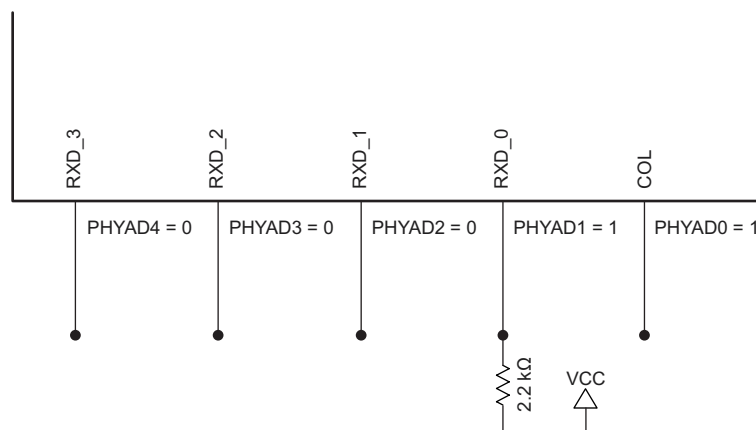 RXD_3
RXD_2
RXD_1
RXD_0
COL
PHYAD4 = 0
PHYAD3 = 0
PHYAD2 = 0
PHYAD1 = 1
PHYAD0 = 1
2.2 kΩ
VCC